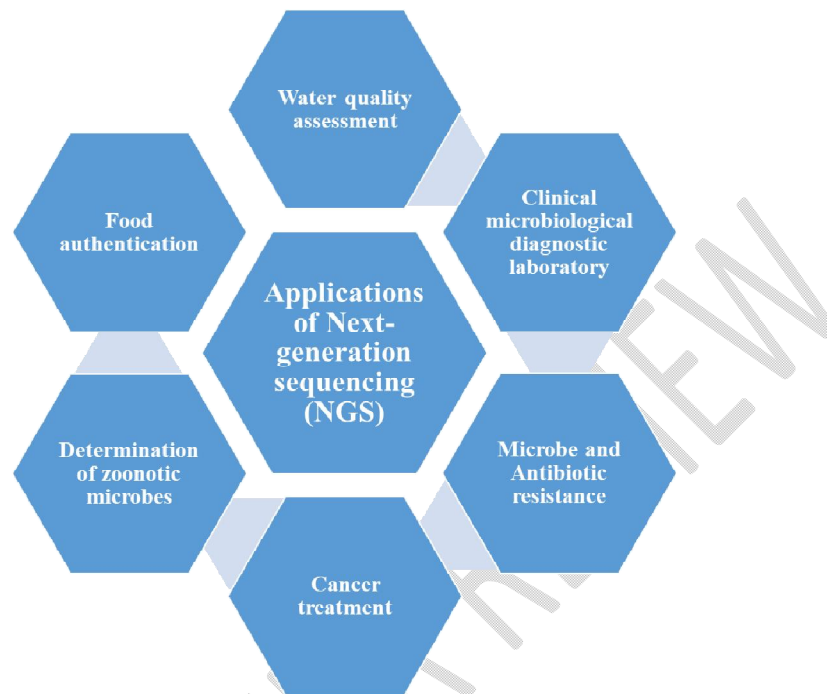 Water quality
assessment
Food
authentication
Clinical
microbiological
diagnostic
laboratory
Applications
of Next-
generation
sequencing
(NGS)
Determination
of zoonotic
microbes
Microbe and
Antibiotic
resistance
Cancer
treatment